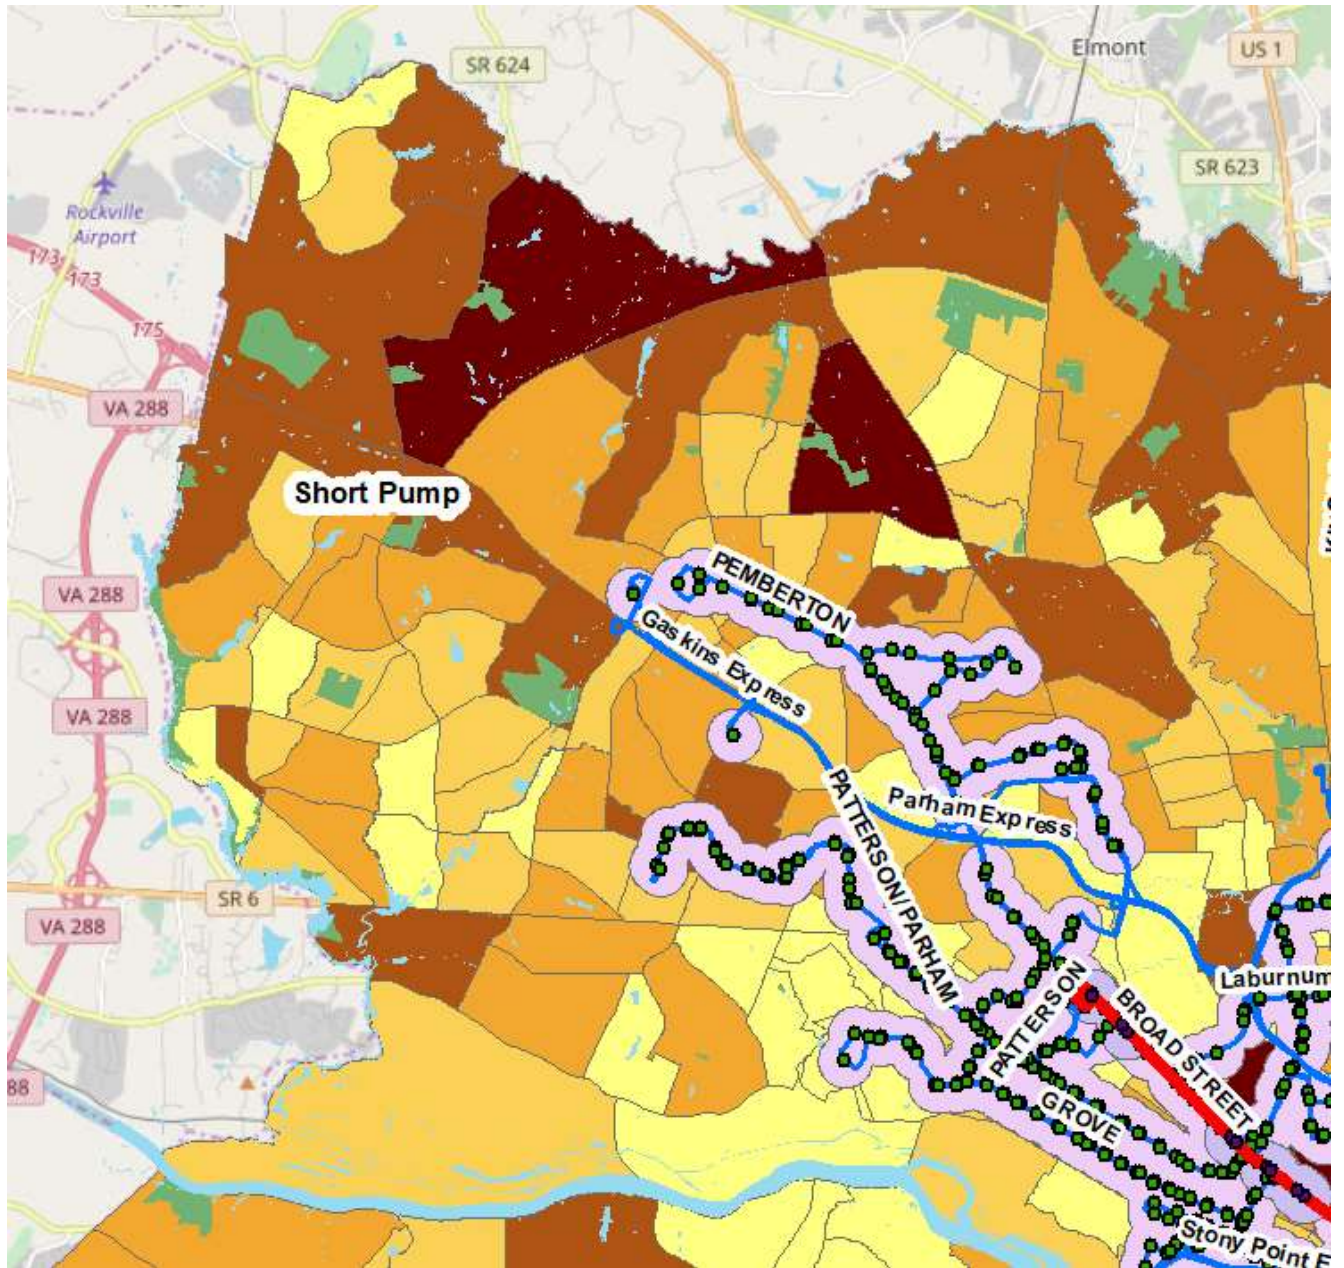 SR 624
Elmont
US 1
SR 623
Rockville
Airport
173
173
175
VA 288
Short Pump
VA 288
PEMBERTON
Gaskins Express
VA 288
PATTERSON/PARHAM
Parham Express
SR 6
VA 288
Laburnum
PATTERSON
BROAD STREET
88
GROVE
Stony Point E